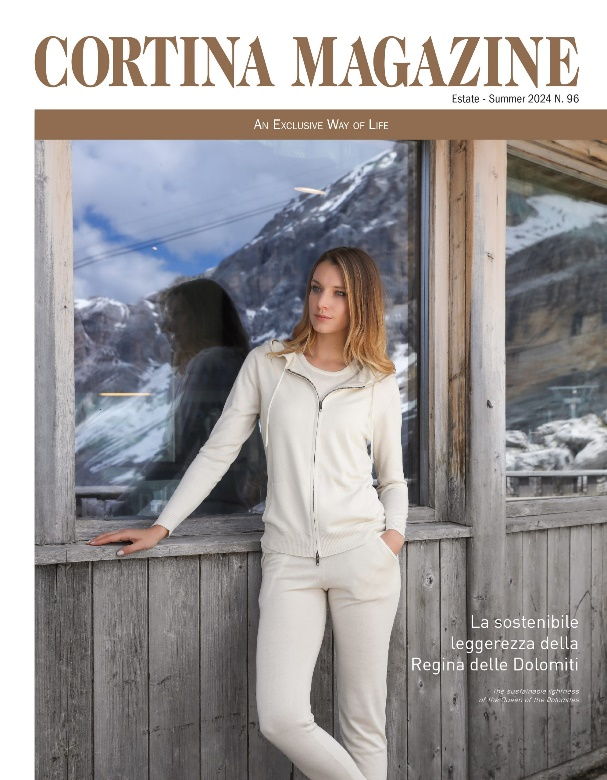 CORTINA MAGAZINE
Estate - Summer 2024 N. 96
An Exclusive Way of Life
La sostenibile
leggerezza della
Regina delle Dolomiti
The sustainable lightness
of the Queen of the Dolomites